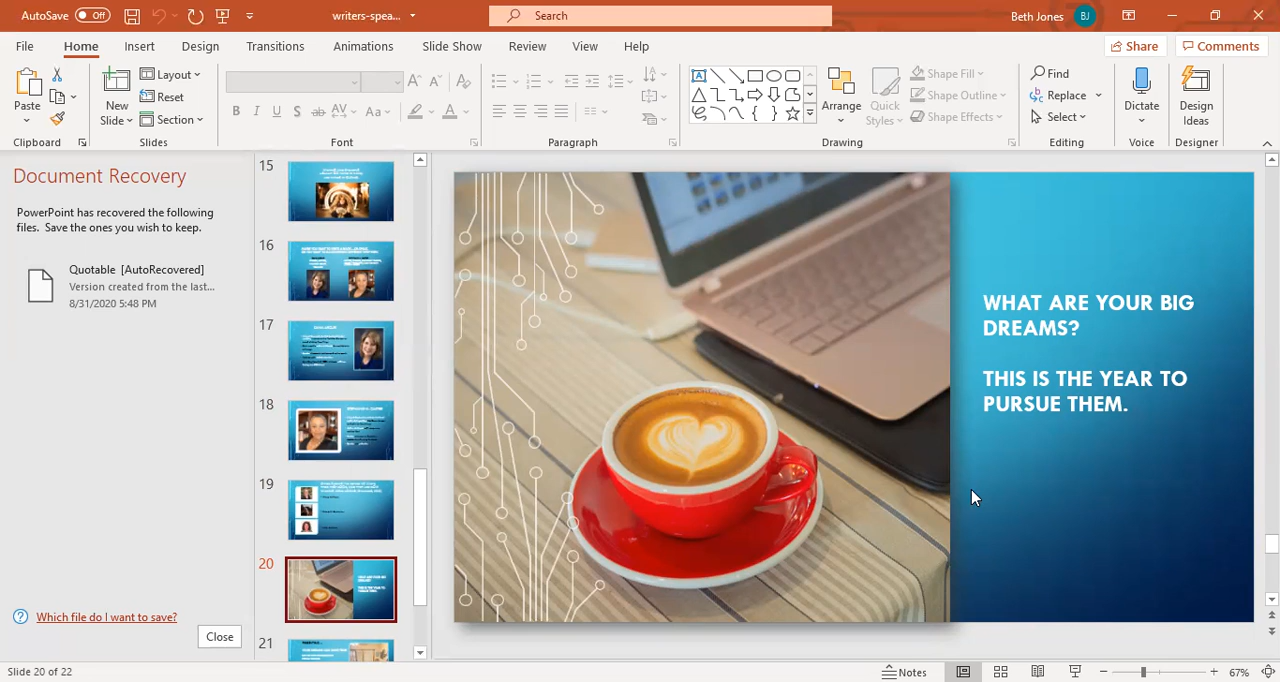 AutoSave Off writers-spea... Search Beth Jones BJ
File Home Insert Design Transitions Animations Slide Show Review View Help Share Comments
Paste
Layout
Reset
Section
New
Slide
B I U S ab AV Aa A
Arrange
Quick
Styles
Shape Fill
Shape Outline
Shape Effects
Find
Replace
Select
Dictate
Design
Ideas
Clipboard Slides Font Paragraph Drawing Editing Voice Designer
Document Recovery
PowerPoint has recovered the following
files. Save the ones you wish to keep.
Quotable [AutoRecovered]
Version created from the last...
8/31/2020 5:48 PM
Which file do I want to save?
Close
15
16
17
18
19
20
21
WHAT ARE YOUR BIG
DREAMS?
THIS IS THE YEAR TO
PURSUE THEM.
Slide 20 of 22 Notes 67%